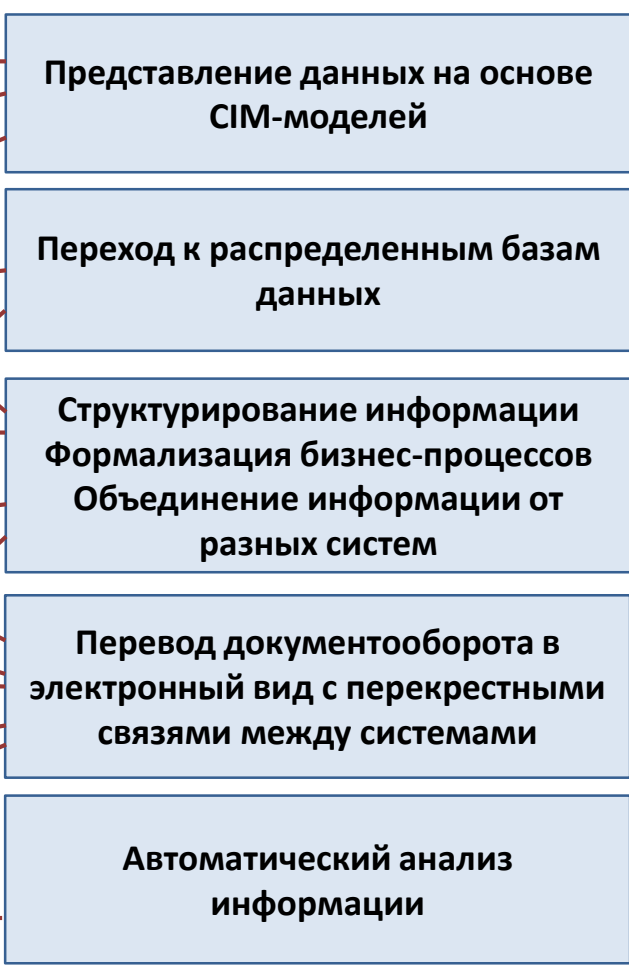 Представление данных на основе
CIM-моделей
Переход к распределенным базам
данных
Структурирование информации
Формализация бизнес-процессов
Объединение информации от
разных систем
Перевод документооборота в
электронный вид с перекрестными
связями между системами
Автоматический анализ
информации